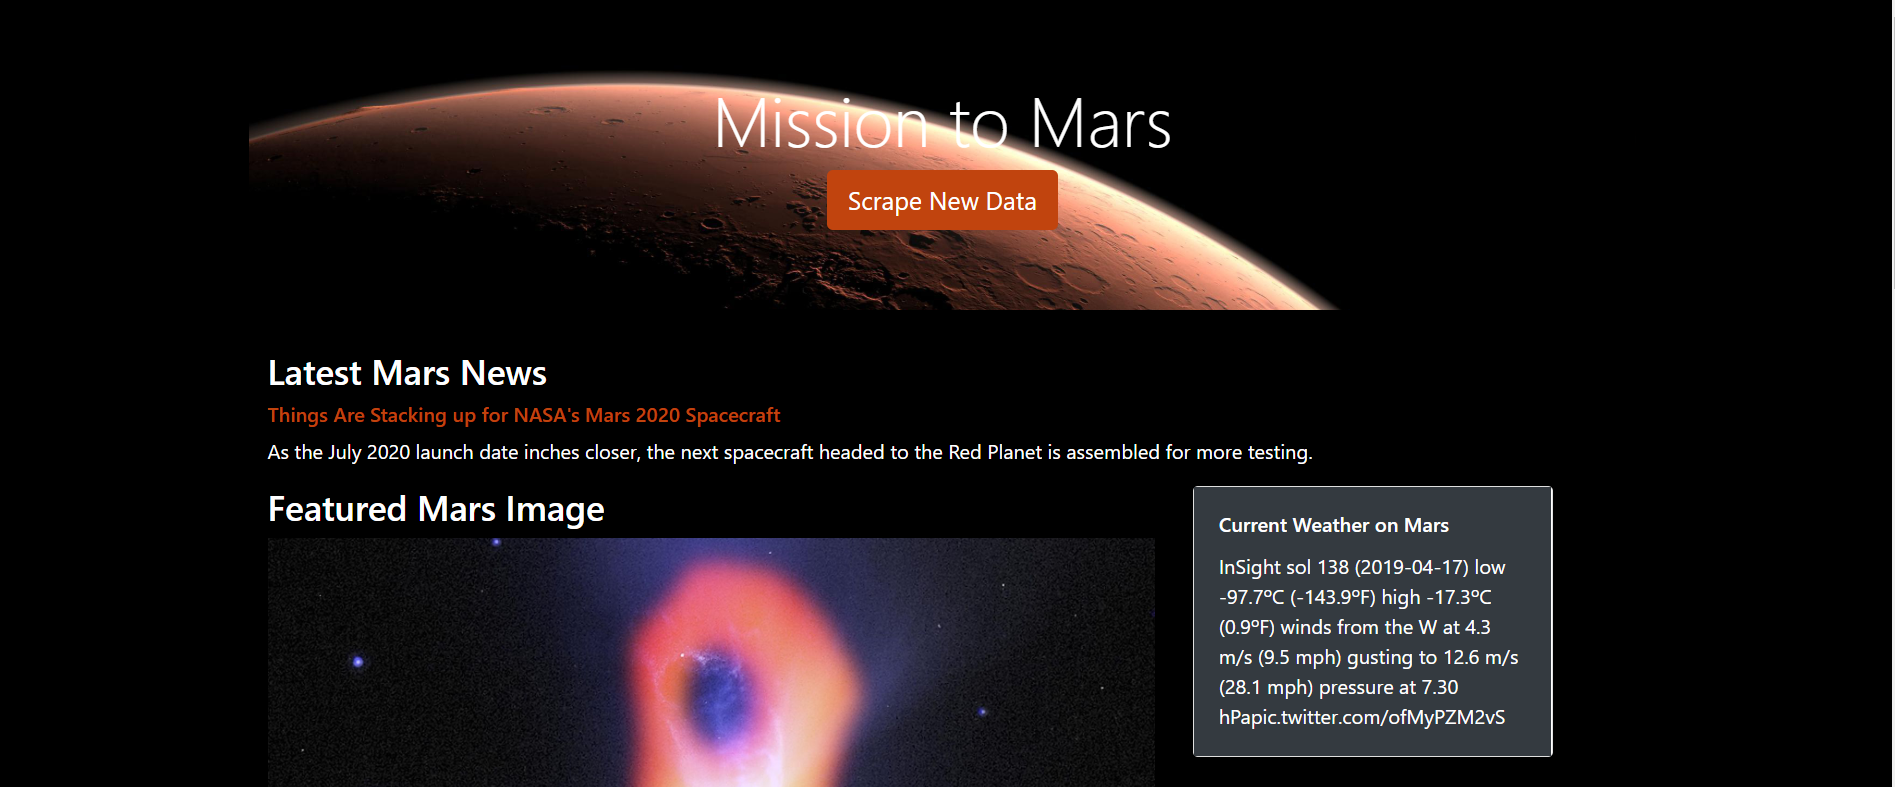 Mission to Mars
Scrape New Data
Latest Mars News
Things Are Stacking up for NASA's Mars 2020 Spacecraft
As the July 2020 launch date inches closer, the next spacecraft headed to the Red Planet is assembled for more testing.
Featured Mars Image
Current Weather on Mars
InSight sol 138 (2019-04-17) low
-97.7ºC (-143.9ºF) high -17.3ºC
(0.9ºF) winds from the W at 4.3
m/s (9.5 mph) gusting to 12.6 m/s
(28.1 mph) pressure at 7.30
hPapic.twitter.com/ofMyPZM2vS